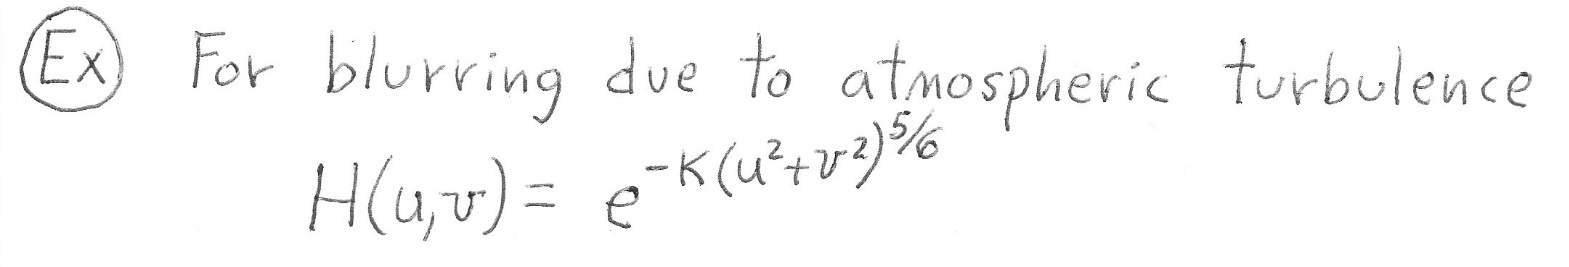 Ex For blurring due to atmospheric turbulence
H(u,v) = e^{-K(u²+v²)^{5/6}}